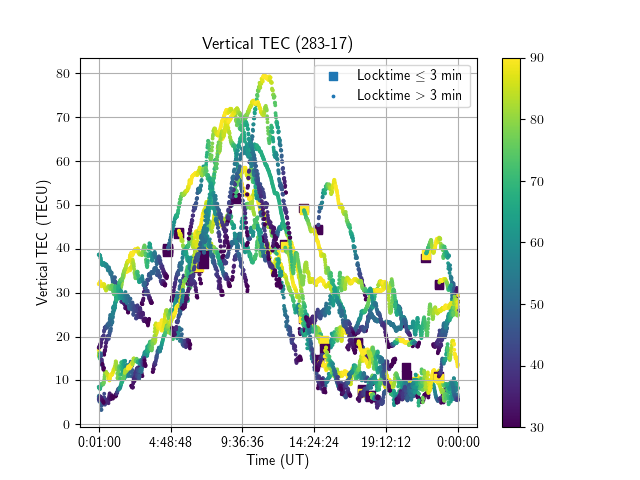 Vertical TEC (283-17)
Locktime ≤ 3 min
Locktime > 3 min
Vertical TEC (TECU)
80
70
60
50
40
30
20
10
0
0:01:00 4:48:48 9:36:36 14:24:24 19:12:12 0:00:00
Time (UT)
90
80
70
60
50
40
30